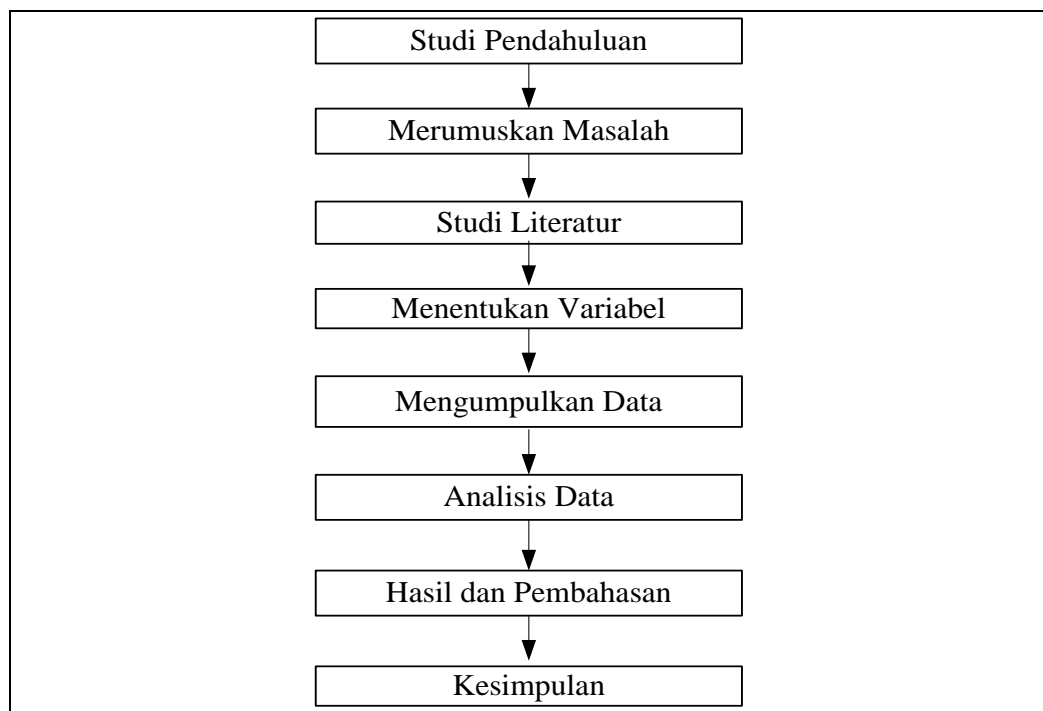 Studi Pendahuluan
Merumuskan Masalah
Studi Literatur
Menentukan Variabel
Mengumpulkan Data
Analisis Data
Hasil dan Pembahasan
Kesimpulan